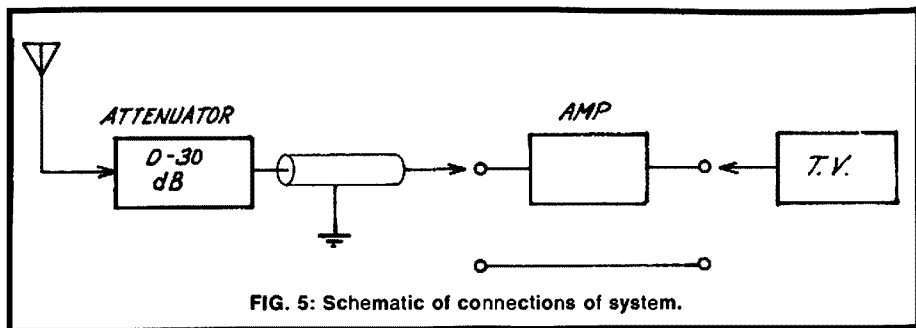 ATTENUATOR
0-30
dB
AMP
T.V.
FIG. 5: Schematic of connections of system.